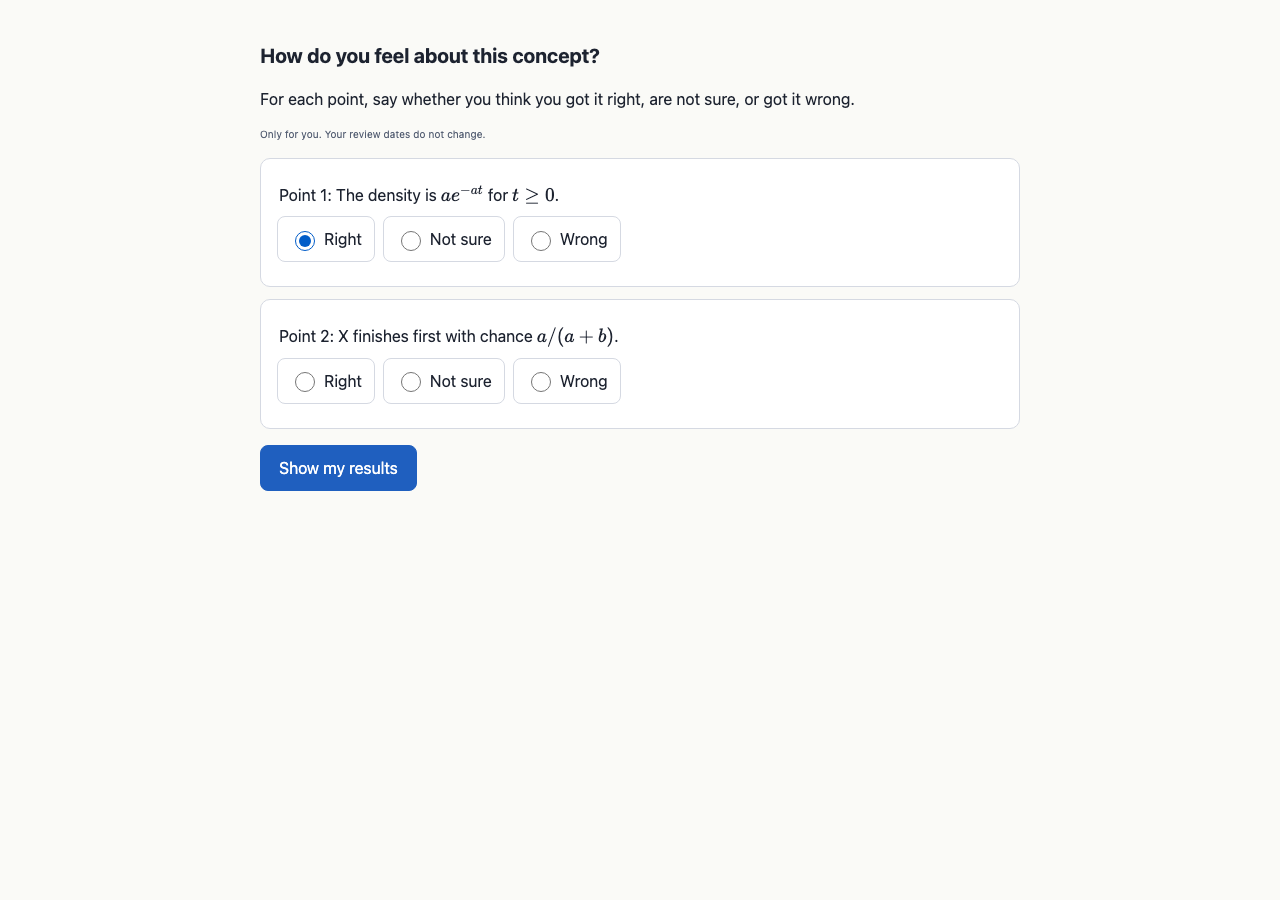 How do you feel about this concept?
For each point, say whether you think you got it right, are not sure, or got it wrong.
Only for you. Your review dates do not change.
Point 1: The density is $ae^{-at}$ for $t \geq 0$.
Right
Not sure
Wrong
Point 2: X finishes first with chance $a/(a + b)$.
Right
Not sure
Wrong
Show my results